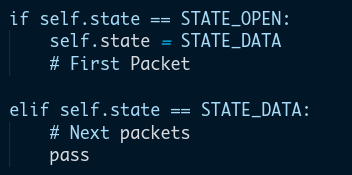 if self.state == STATE_OPEN:
    self.state = STATE_DATA
    # First Packet

elif self.state == STATE_DATA:
    # Next packets
    pass